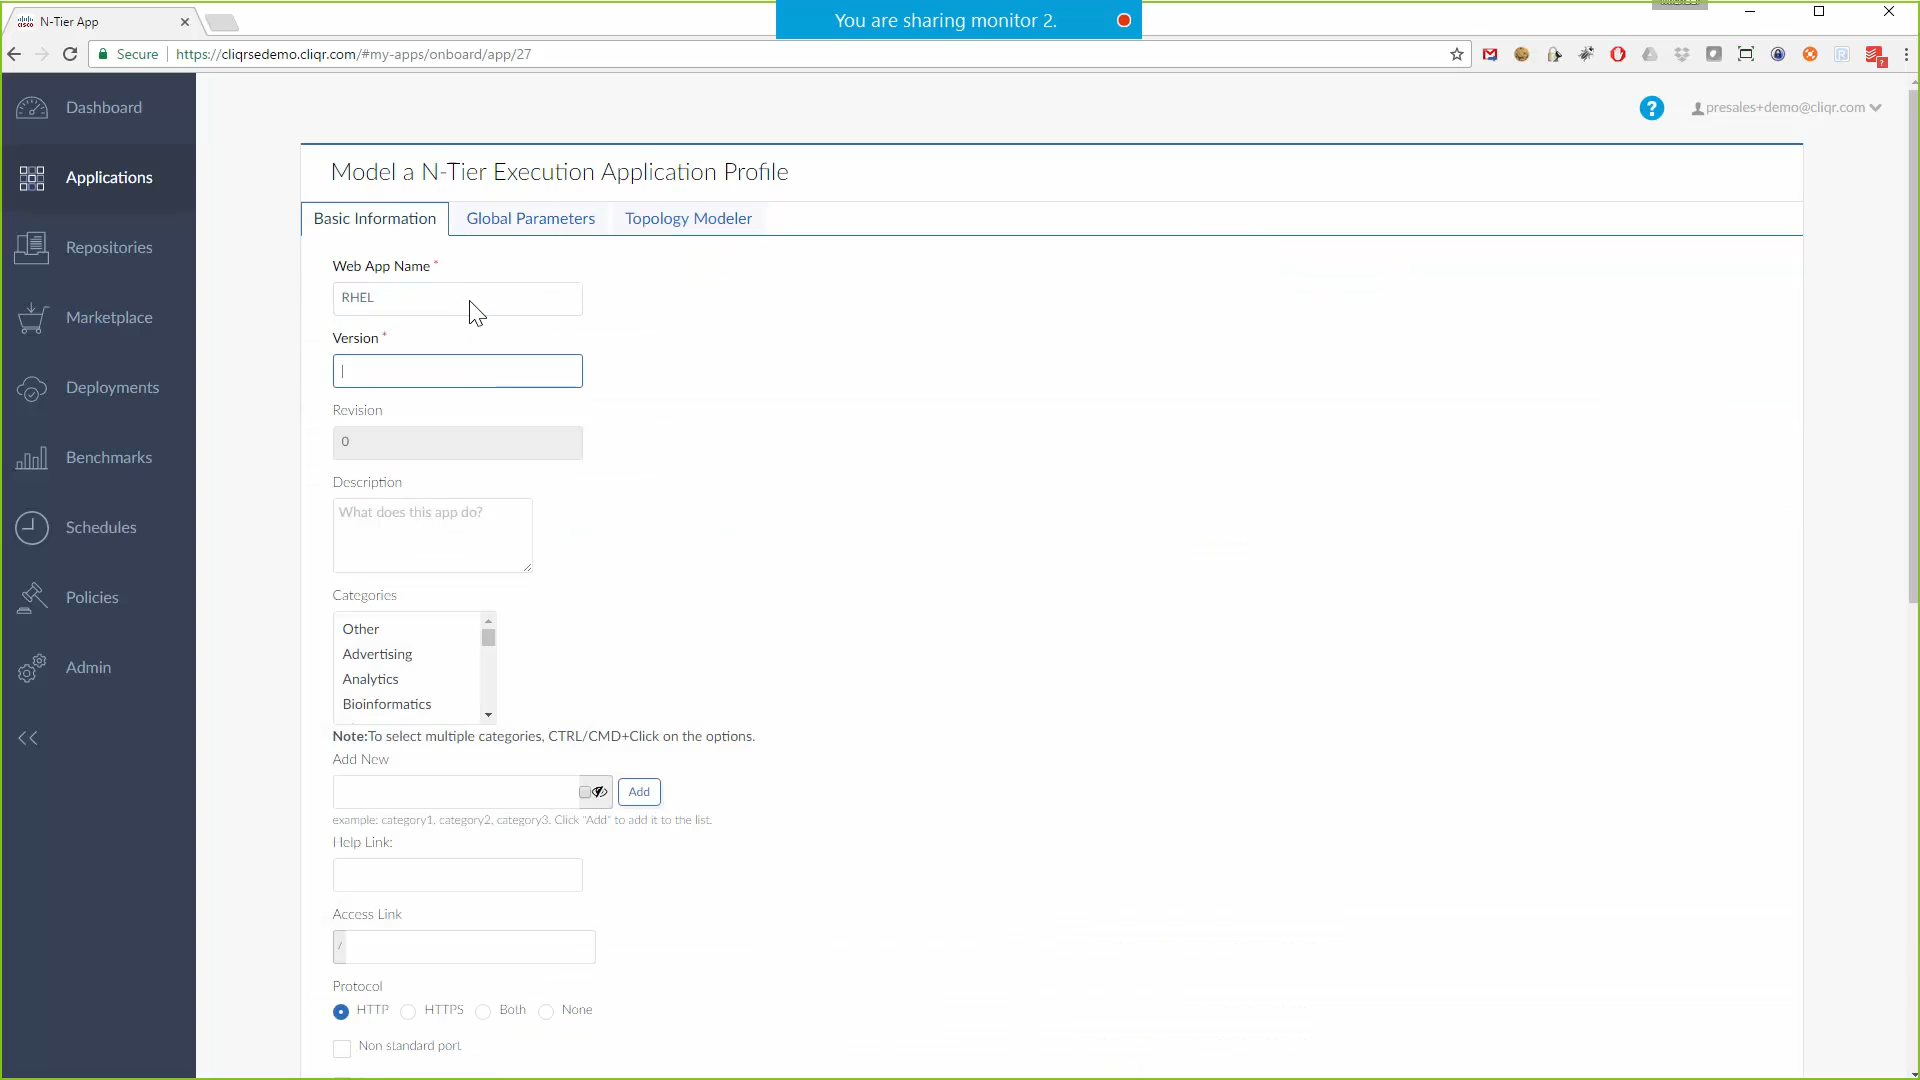 N-Tier App
You are sharing monitor 2.
Secure
https://cliqrsedemo.cliqr.com/#my-apps/onboard/app/27
Dashboard
Applications
Repositories
Marketplace
Deployments
Benchmarks
Schedules
Policies
Admin
?
presales+demo@cliqr.com
Model a N-Tier Execution Application Profile
Basic Information
Global Parameters
Topology Modeler
Web App Name *
RHEL
Version *
Revision
0
Description
What does this app do?
Categories
Other
Advertising
Analytics
Bioinformatics
Note:To select multiple categories, CTRL/CMD+Click on the options.
Add New
Add
example: category1, category2, category3. Click "Add" to add it to the list.
Help Link:
Access Link
/
Protocol
HTTP
HTTPS
Both
None
Non standard port